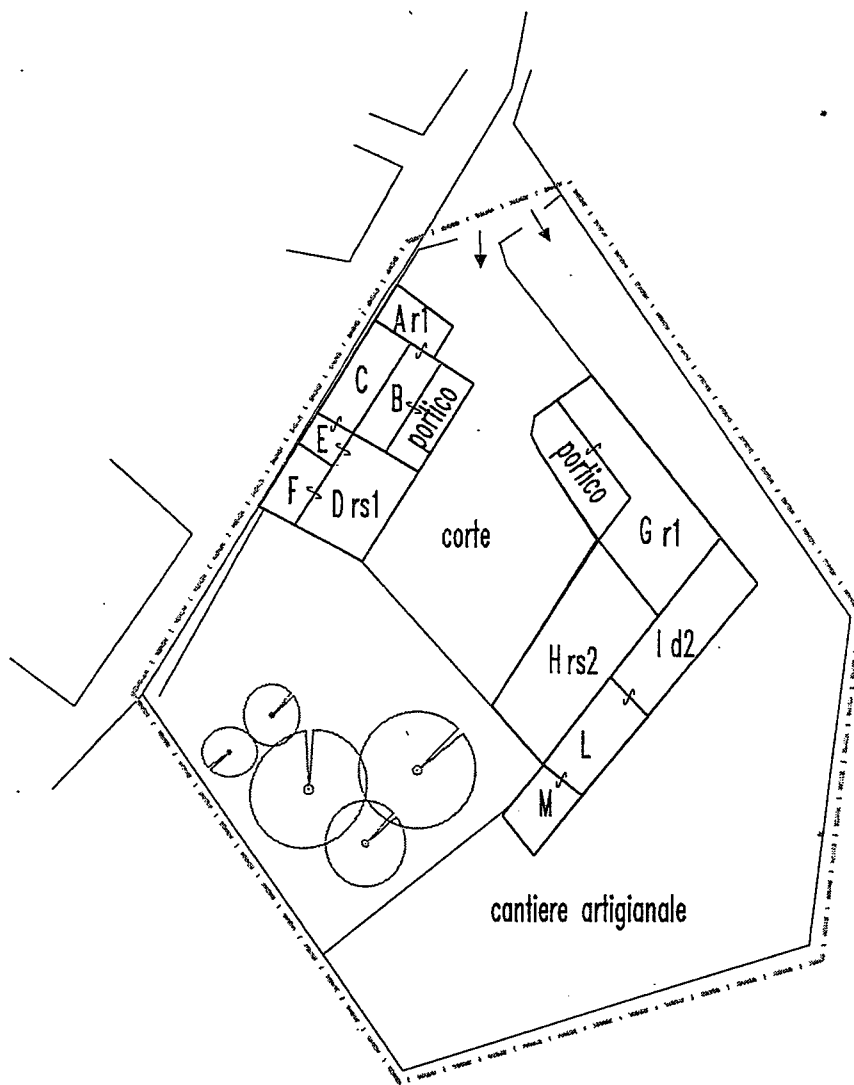 A r1
C
B
portico
E
F
D rs1
portico
corte
G r1
H rs2
I d2
L
M
cantiere artigianale